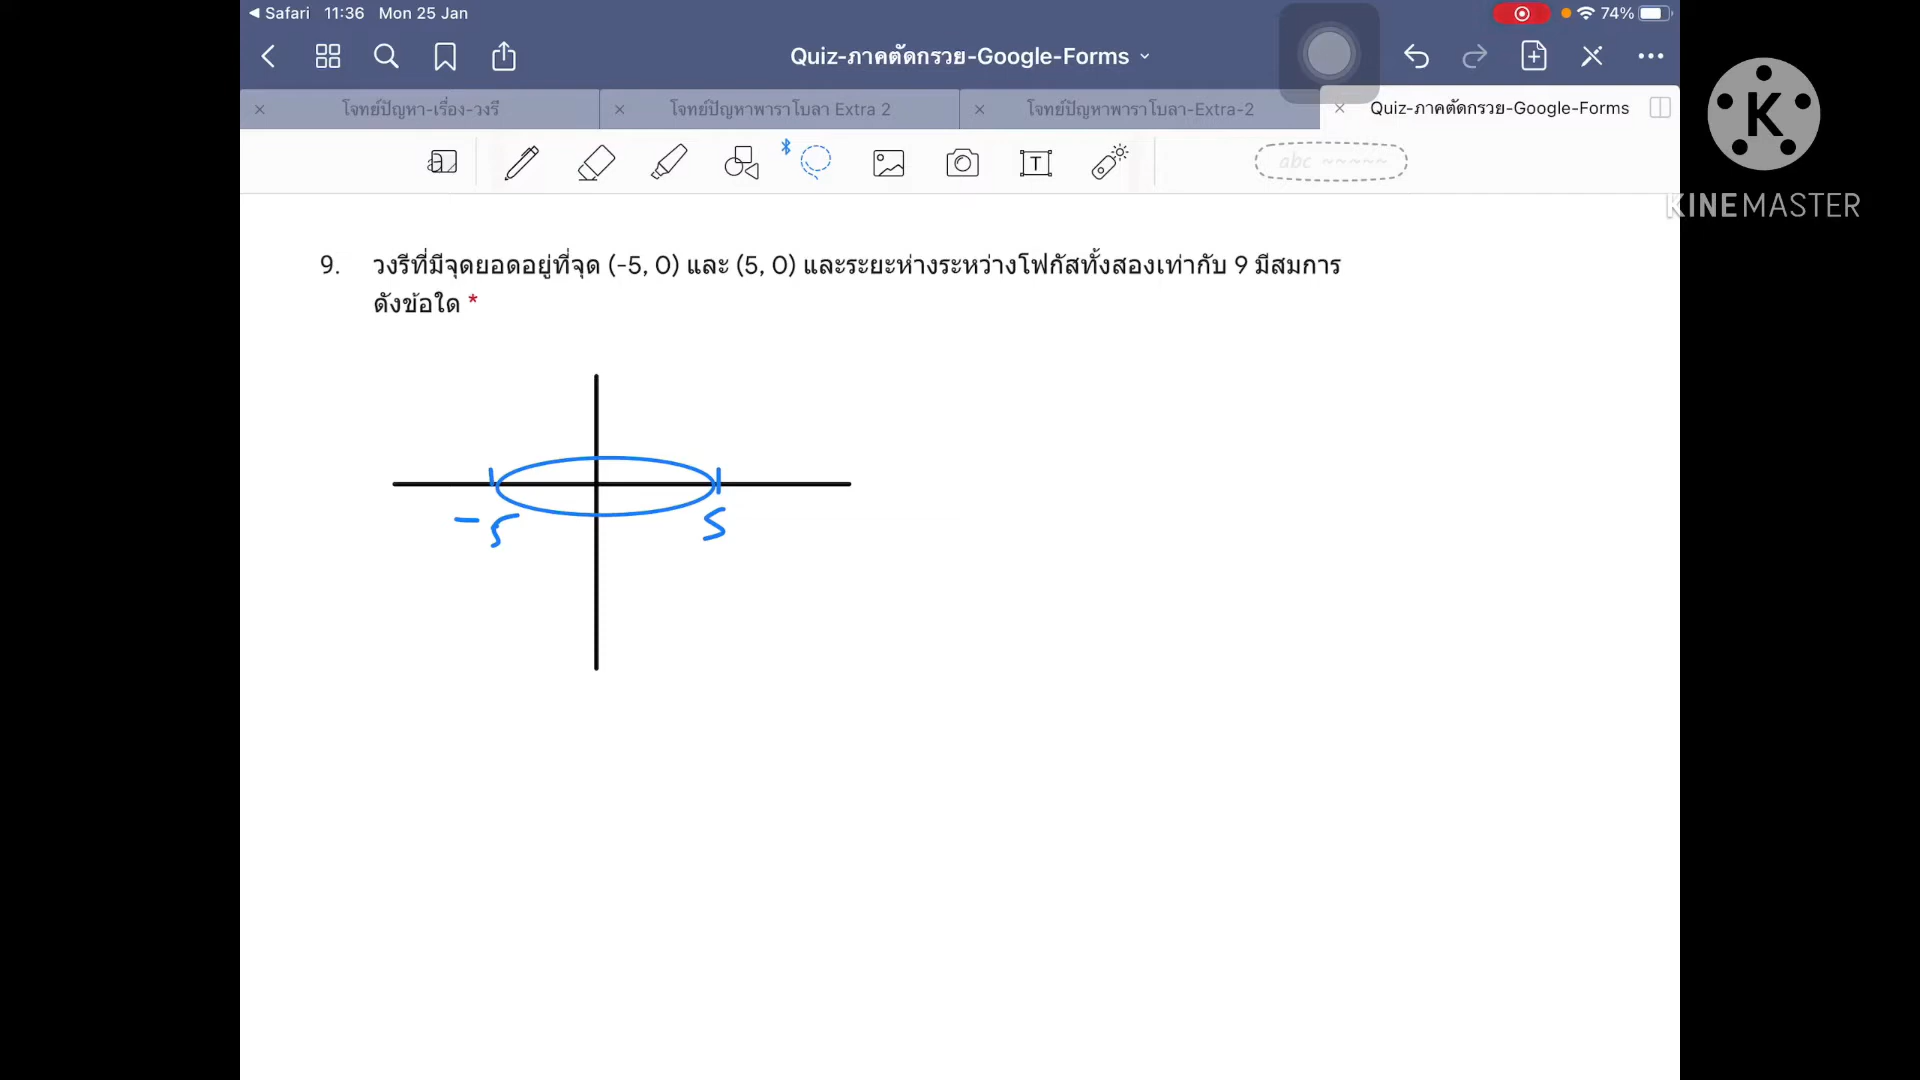 Safari 11:36 Mon 25 Jan 74%
Quiz-ภาคตัดกรวย-Google-Forms
โจทย์ปัญหา-เรื่อง-วงรี
โจทย์ปัญหาพาราโบลา Extra 2
โจทย์ปัญหาพาราโบลา-Extra-2
Quiz-ภาคตัดกรวย-Google-Forms
T
abc
K
KINEMASTER
9. วงรีที่มีจุดยอดอยู่ที่จุด (-5, 0) และ (5, 0) และระยะห่างระหว่างโฟกัสทั้งสองเท่ากับ 9 มีสมการ
ดังข้อใด *
-5 5